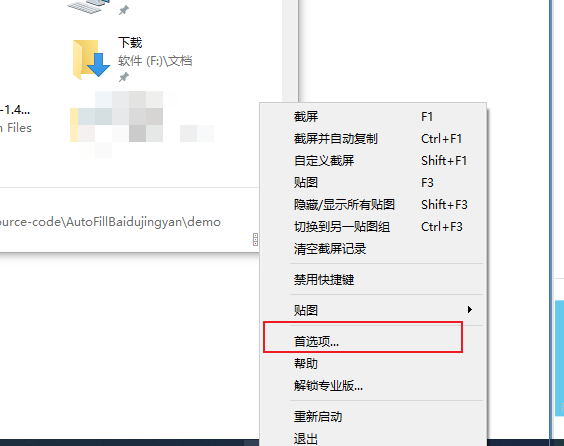 下载
软件 (F:)\文档
-1.4...
n Files
ource-code\AutoFillBaidujingyan\demo
截屏 F1
截屏并自动复制 Ctrl+F1
自定义截屏 Shift+F1
贴图 F3
隐藏/显示所有贴图 Shift+F3
切换到另一贴图组 Ctrl+F3
清空截屏记录
禁用快捷键
贴图
首选项...
帮助
解锁专业版...
重新启动
退出